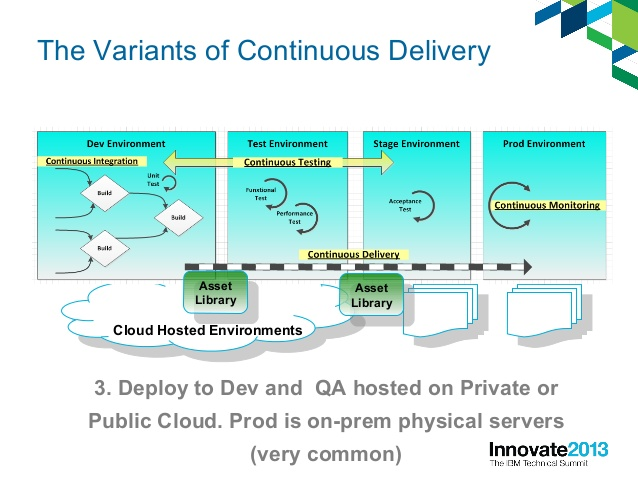 The Variants of Continuous Delivery
Dev Environment
Test Environment
Stage Environment
Prod Environment
Continuous Integration
Unit
Test
Continuous Testing
Build
Build
Build
Functional
Test
Performance
Test
Acceptance
Test
Continuous Monitoring
Continuous Delivery
Asset
Library
Asset
Library
Cloud Hosted Environments
3. Deploy to Dev and QA hosted on Private or
Public Cloud. Prod is on-prem physical servers
(very common)
Innovate2013
The IBM Technical Summit